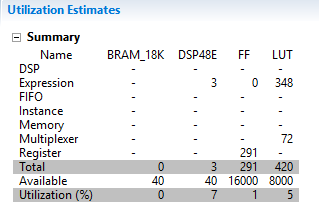 Utilization Estimates
Summary
Name BRAM_18K DSP48E FF LUT
DSP - - - -
Expression - 3 0 348
FIFO - - - -
Instance - - - -
Memory - - - -
Multiplexer - - - 72
Register - - 291 -
Total 0 3 291 420
Available 40 40 16000 8000
Utilization (%) 0 7 1 5